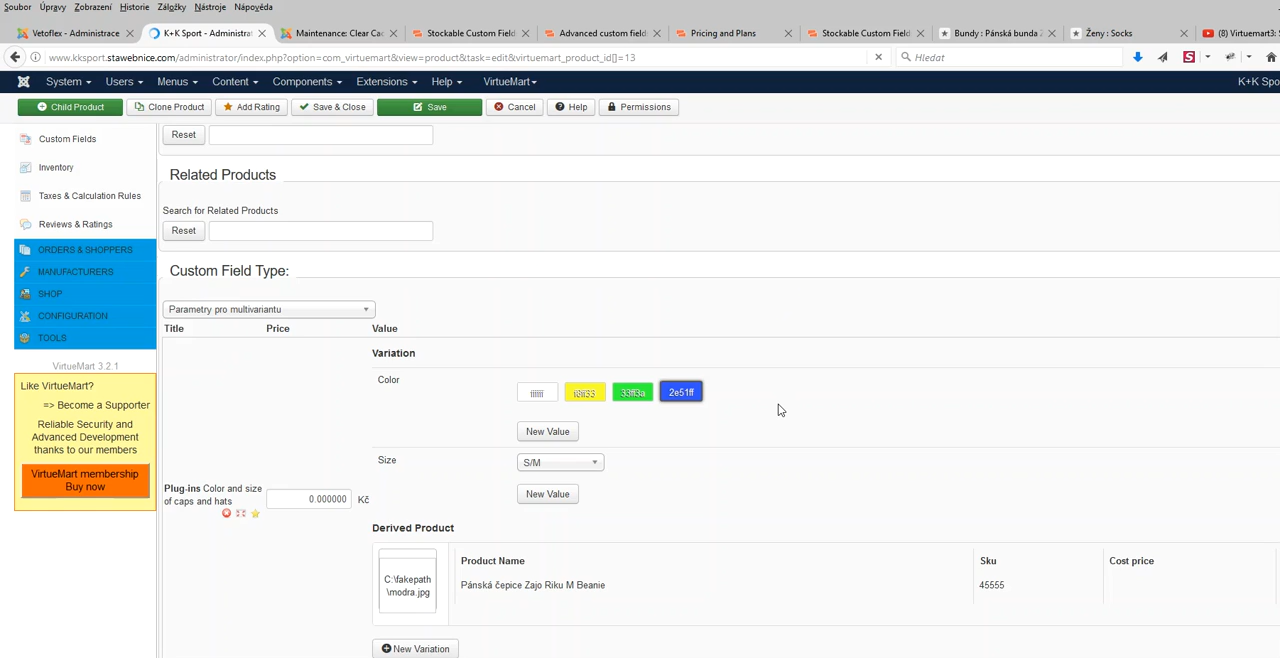 Soubor Úpravy Zobrazení Historie Záložky Nástroje Nápověda
Vetoflex - Administrace × K+K Sport - Administrat × Maintenance: Clear Cac × Stockable Custom Field × Advanced custom field × Pricing and Plans × Stockable Custom Field × Bundy : Pánská bunda Z × Ženy : Socks × (8) Virtuemart3: S
www.kksport.stawebnice.com/administrator/index.php?option=com_virtuemart&view=product&task=edit&virtuemart_product_id[]=13 Hledat
System Users Menus Content Components Extensions Help VirtueMart K+K Spo
Child Product Clone Product Add Rating Save & Close Save Cancel Help Permissions
Custom Fields
Inventory
Taxes & Calculation Rules
Reviews & Ratings
ORDERS & SHOPPERS
MANUFACTURERS
SHOP
CONFIGURATION
TOOLS
VirtueMart 3.2.1
Like VirtueMart?
=> Become a Supporter
Reliable Security and
Advanced Development
thanks to our members
VirtueMart membership
Buy now
Reset
Related Products
Search for Related Products
Reset
Custom Field Type:
Parametry pro multivariantu
Title Price Value
Variation
Color
33ff3a 2e51ff
New Value
Size S/M
New Value
Plug-ins Color and size
of caps and hats
0.000000 Kč
Derived Product
C:\fakepath
\modra.jpg
Product Name Sku Cost price
Pánská čepice Zajo Riku M Beanie 45555
New Variation